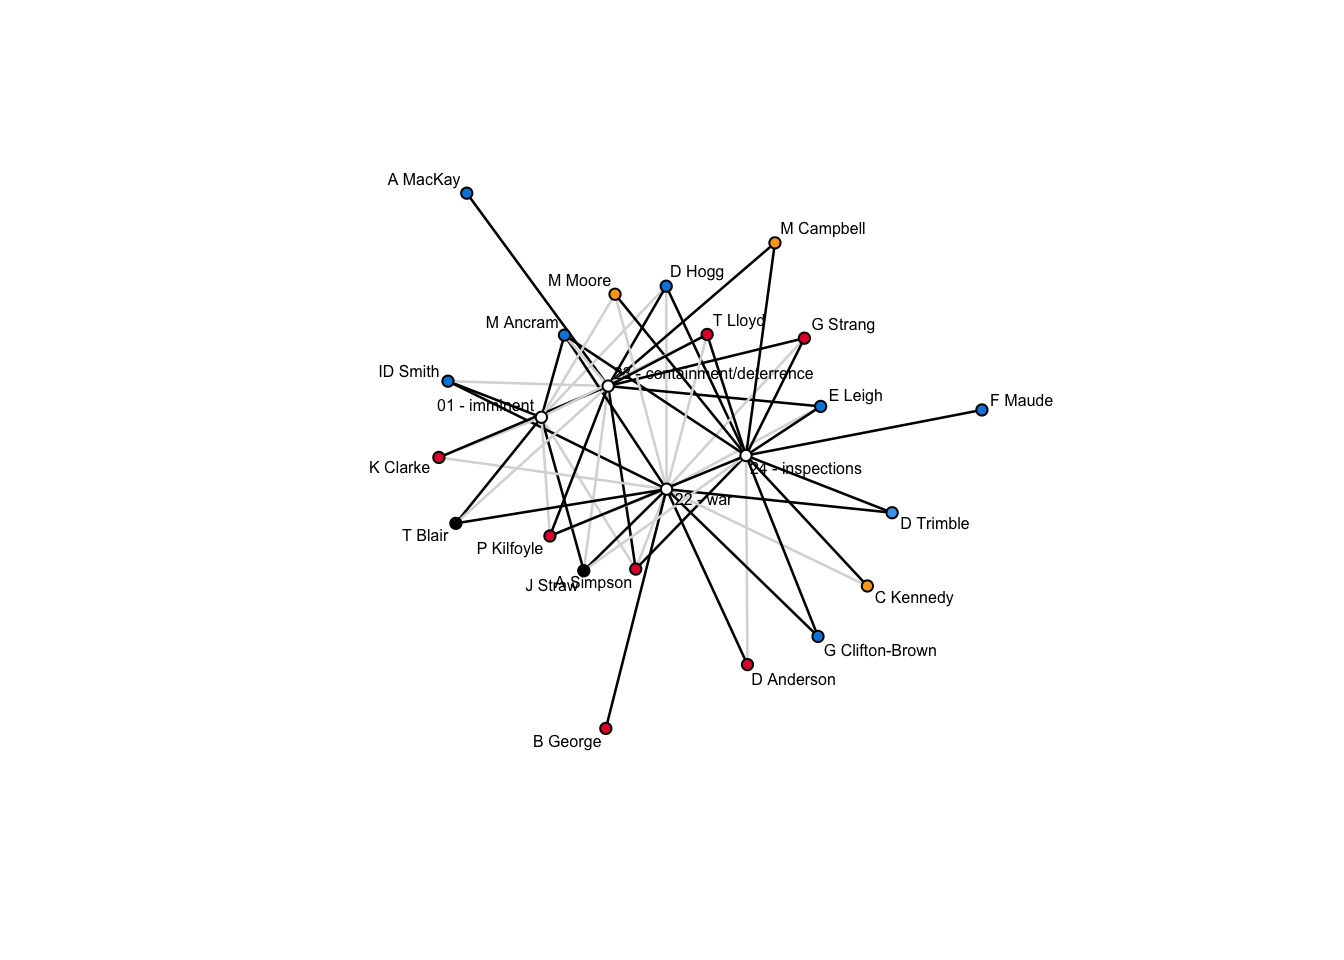 A MacKay
M Campbell
D Hogg
M Moore
M Ancram
T Lloyd
G Strang
ID Smith
23 - containment/deterrence
E Leigh
F Maude
01 - imminent
K Clarke
24 - inspections
22 - war
D Trimble
T Blair
P Kilfoyle
J Straw
A Simpson
C Kennedy
G Clifton-Brown
D Anderson
B George